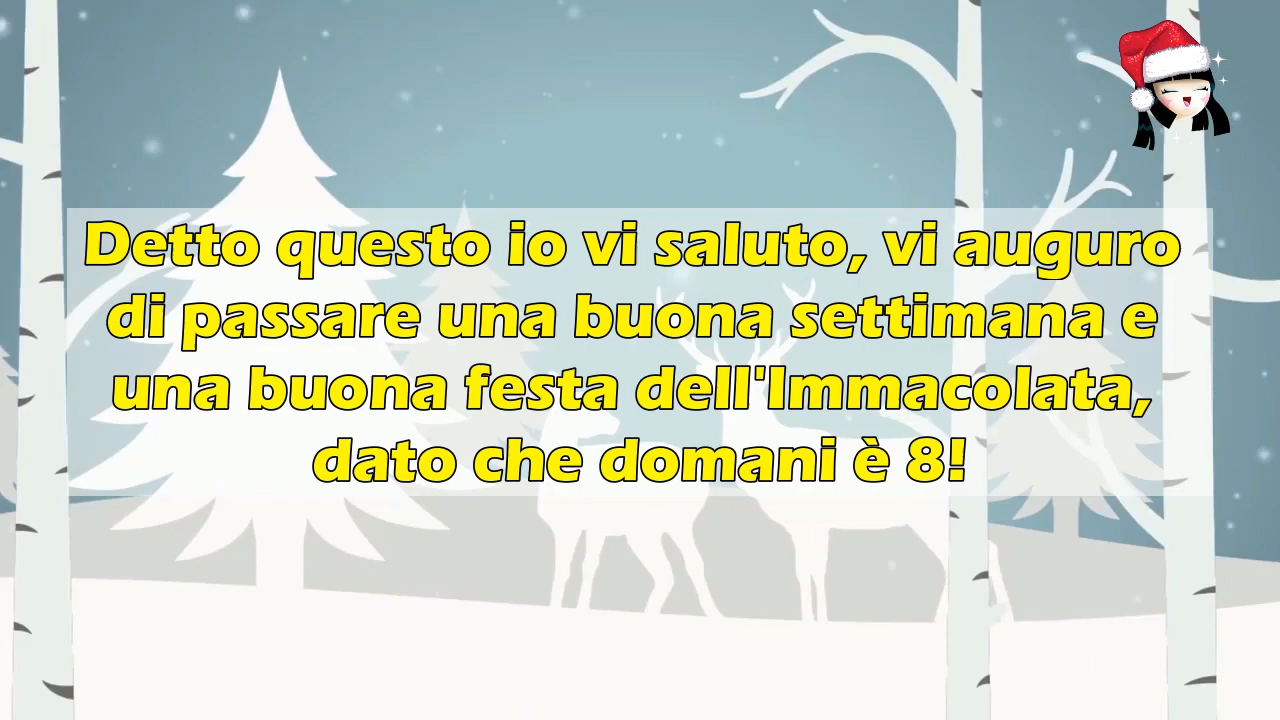 Detto questo io vi saluto, vi auguro
di passare una buona settimana e
una buona festa dell'Immacolata,
dato che domani è 8!